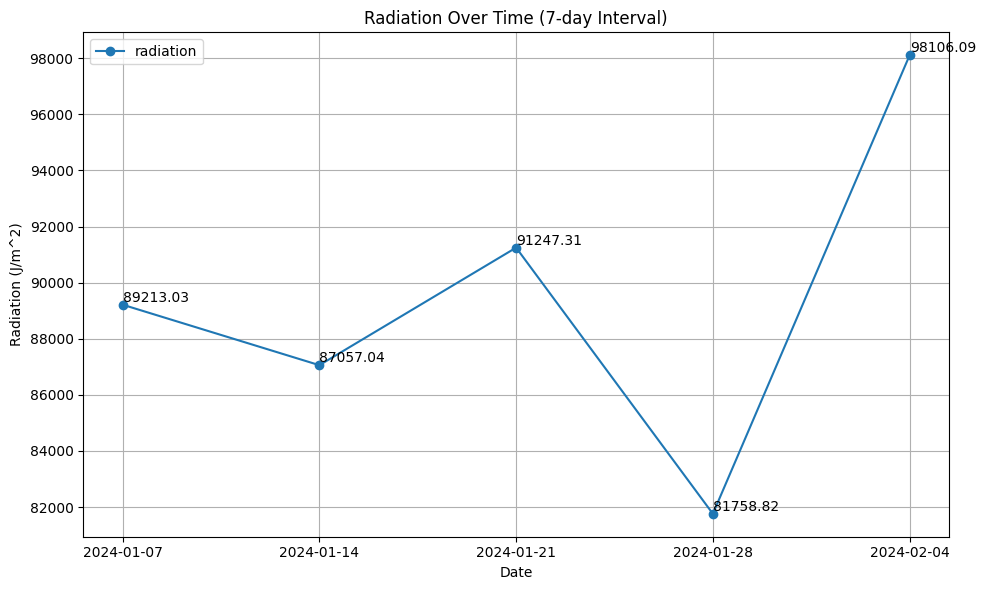 Radiation Over Time (7-day Interval)
radiation
98106.09
98000
96000
94000
92000
91247.31
90000
89213.03
88000
87057.04
86000
84000
82000
81758.82
Radiation (J/m^2)
2024-01-07 2024-01-14 2024-01-21 2024-01-28 2024-02-04
Date